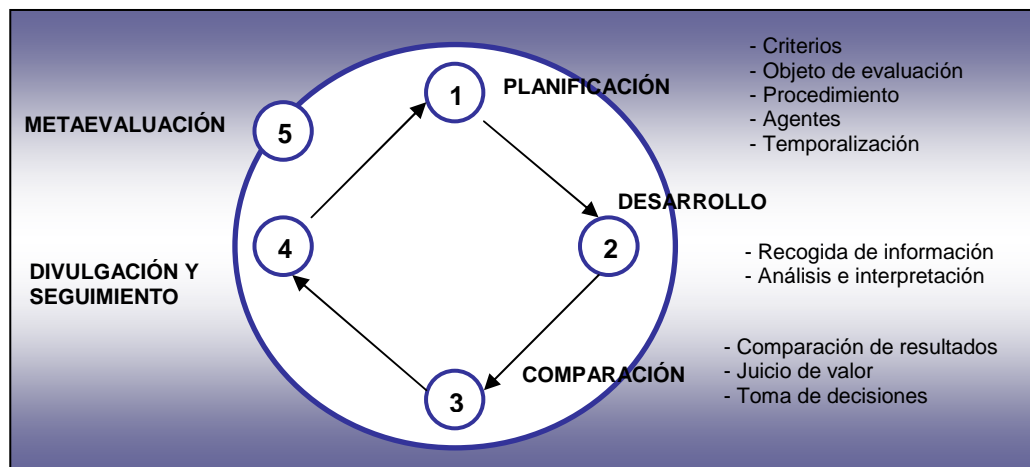 1
PLANIFICACIÓN
- Criterios
- Objeto de evaluación
- Procedimiento
- Agentes
- Temporalización
METAEVALUACIÓN
5
DESARROLLO
2
- Recogida de información
- Análisis e interpretación
4
DIVULGACIÓN Y
SEGUIMIENTO
COMPARACIÓN
3
- Comparación de resultados
- Juicio de valor
- Toma de decisiones